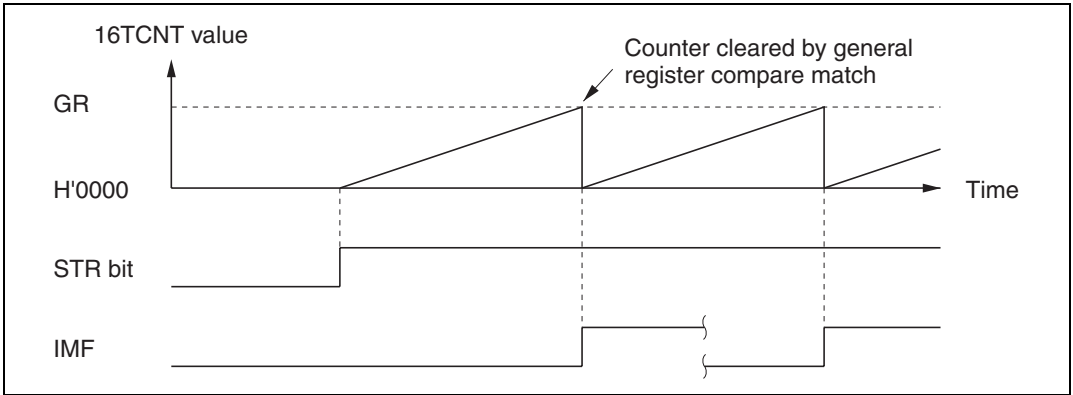 16TCNT value
Counter cleared by general
register compare match
GR
H'0000
Time
STR bit
IMF